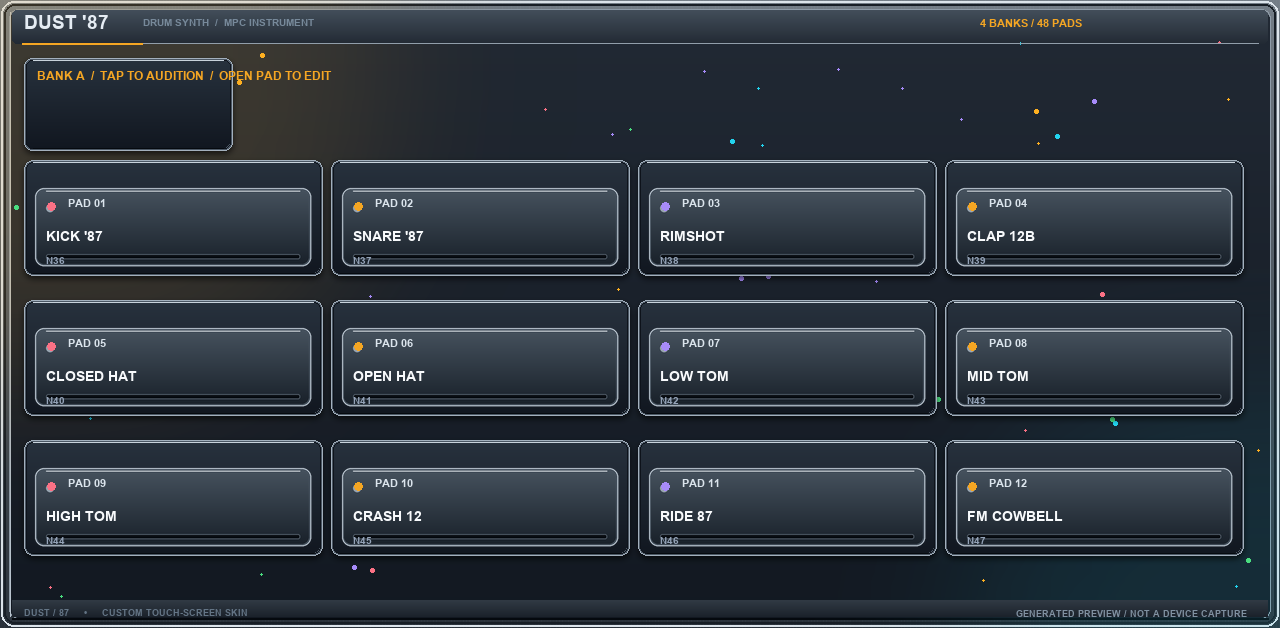 DUST '87 DRUM SYNTH / MPC INSTRUMENT 4 BANKS / 48 PADS
BANK A / TAP TO AUDITION / OPEN PAD TO EDIT
PAD 01 PAD 02 PAD 03 PAD 04
KICK '87 SNARE '87 RIMSHOT CLAP 12B
N36 N37 N38 N39
PAD 05 PAD 06 PAD 07 PAD 08
CLOSED HAT OPEN HAT LOW TOM MID TOM
N40 N41 N42 N43
PAD 09 PAD 10 PAD 11 PAD 12
HIGH TOM CRASH 12 RIDE 87 FM COWBELL
N44 N45 N46 N47
DUST / 87 • CUSTOM TOUCH-SCREEN SKIN GENERATED PREVIEW / NOT A DEVICE CAPTURE